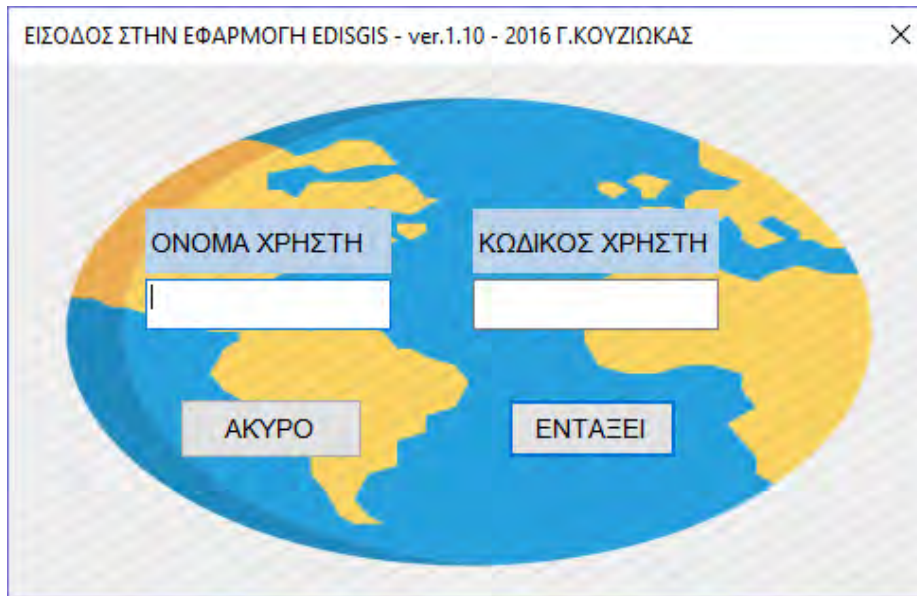 ΕΙΣΟΔΟΣ ΣΤΗΝ ΕΦΑΡΜΟΓΗ EDISGIS - ver.1.10 - 2016 Γ.ΚΟΥΖΙΩΚΑΣ
ΟΝΟΜΑ ΧΡΗΣΤΗ
ΚΩΔΙΚΟΣ ΧΡΗΣΤΗ
ΑΚΥΡΟ
ΕΝΤΑΞΕΙ